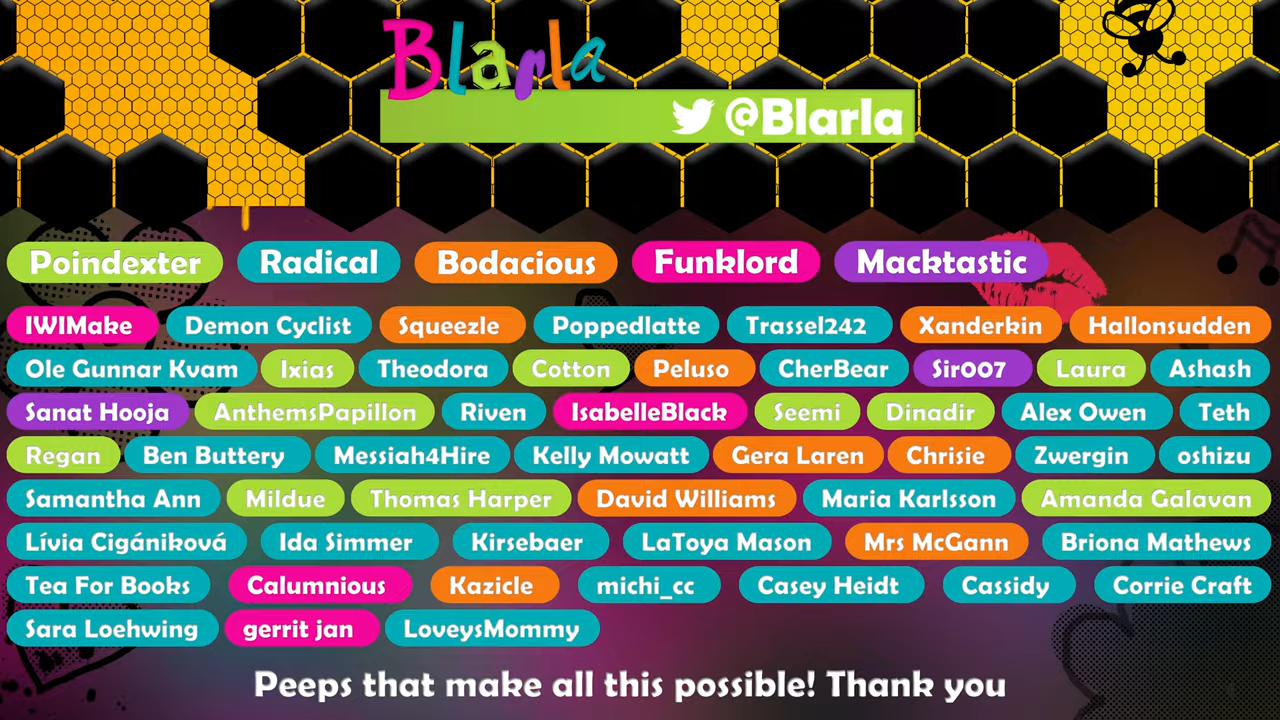 Blarla
@Blarla
Poindexter Radical Bodacious Funklord Macktastic
IWIMake Demon Cyclist Squeezle Poppedlatte Trassel242 Xanderkin Hallonsudden
Ole Gunnar Kvam Ixias Theodora Cotton Peluso CherBear Sir007 Laura Ashash
Sanat Hooja AnthemsPapillon Riven IsabelleBlack Seemi Dinadir Alex Owen Teth
Regan Ben Buttery Messiah4Hire Kelly Mowatt Gera Laren Chrisie Zwergin oshizu
Samantha Ann Mildue Thomas Harper David Williams Maria Karlsson Amanda Galavan
Lívia Cigániková Ida Simmer Kirsebaer LaToya Mason Mrs McGann Briona Mathews
Tea For Books Calumnious Kazicle michi_cc Casey Heidt Cassidy Corrie Craft
Sara Loehwing gerrit jan LoveysMommy
Peeps that make all this possible! Thank you